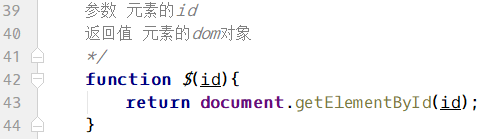 39 参数 元素的id
40 返回值 元素的dom对象
41 */
42 function $(id){
43 return document.getElementById(id);
44 }